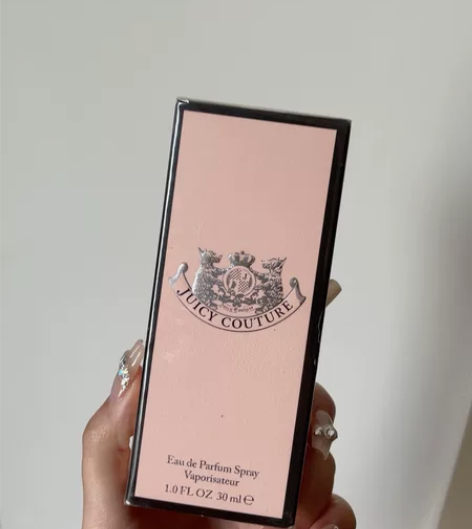 JUICY COUTURE
Eau de Parfum Spray
Vaporisateur
1.0 FL OZ 30 ml ℮